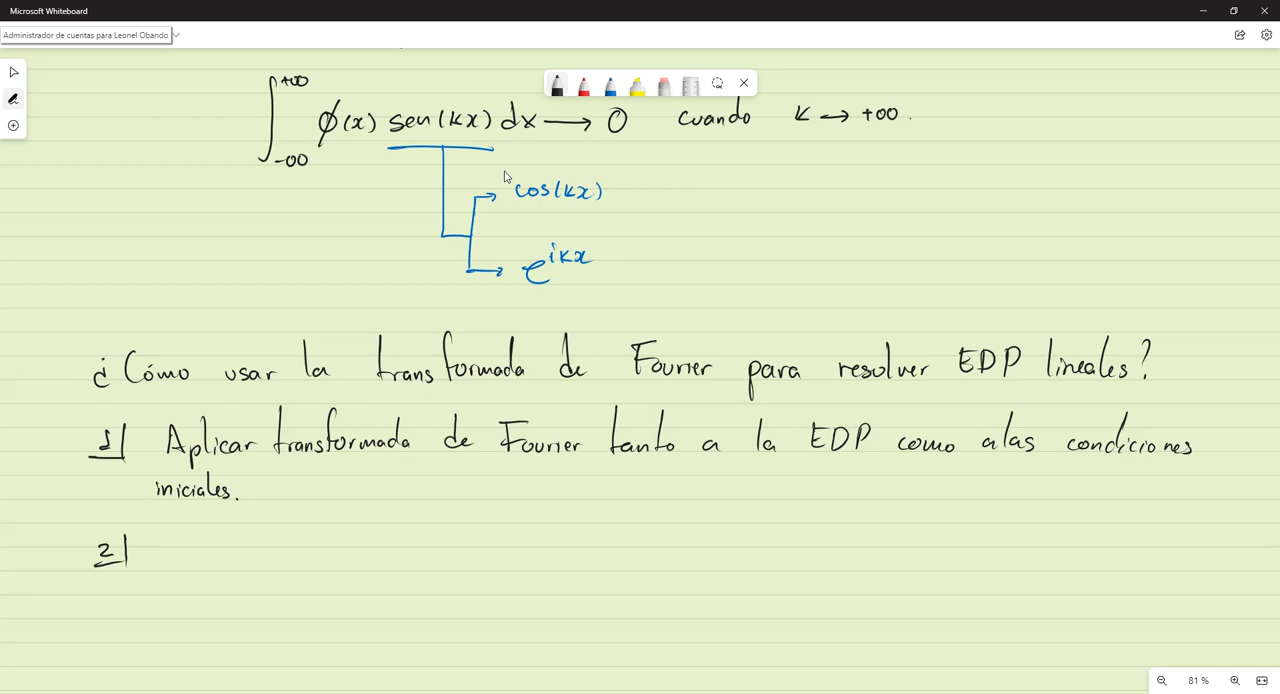 Microsoft Whiteboard
Administrador de cuentas para Leonel Obando
∫_{-∞}^{+∞} φ(x) sen(kx) dx → 0 cuando k → +∞.
cos(kx)
e^{ikx}
¿Cómo usar la transformada de Fourier para resolver EDP lineales?
1| Aplicar transformada de Fourier tanto a la EDP como a las condiciones
iniciales.
2|
81 %